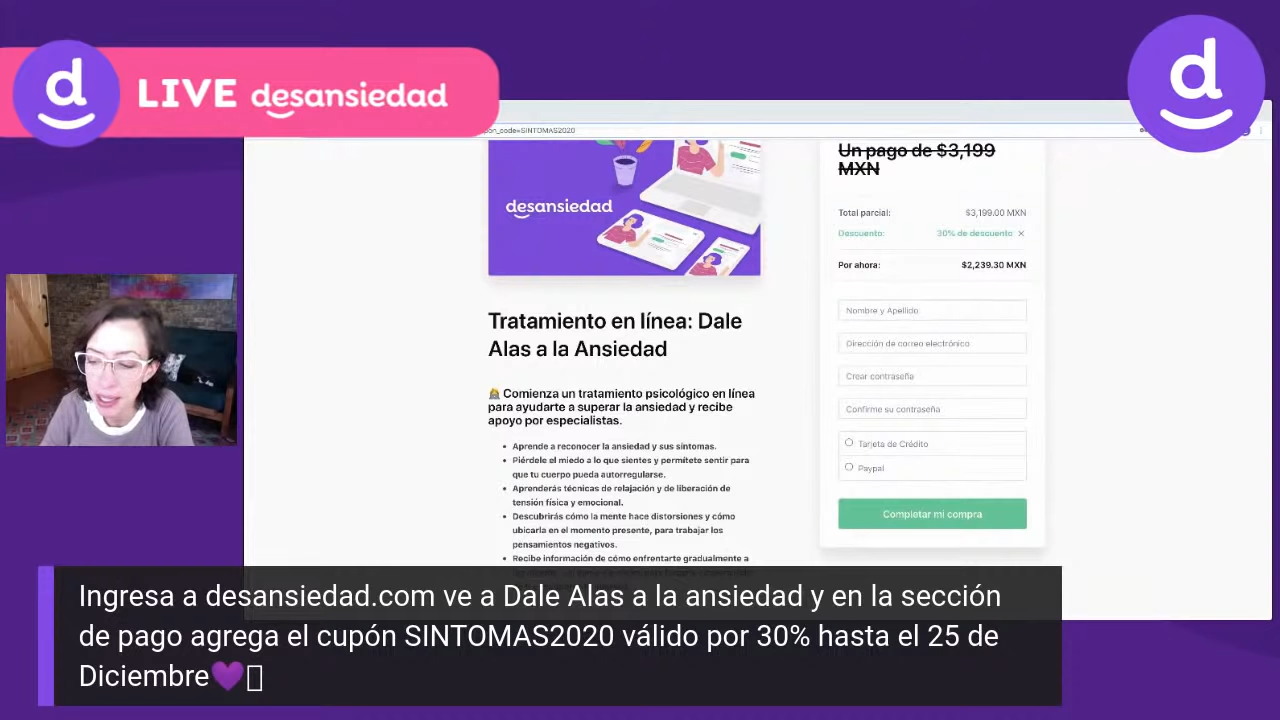 d
LIVE desansiedad
d
on_code=SINTOMAS2020
desansiedad
Un pago de $3,199
MXN
Total parcial: $3,199.00 MXN
Descuento: 30% de descuento ×
Por ahora: $2,239.30 MXN
Nombre y Apellido
Dirección de correo electrónico
Crear contraseña
Confirme su contraseña
Tarjeta de Crédito
Paypal
Completar mi compra
Tratamiento en línea: Dale
Alas a la Ansiedad
Comienza un tratamiento psicológico en línea
para ayudarte a superar la ansiedad y recibe
apoyo por especialistas.
• Aprende a reconocer la ansiedad y sus síntomas.
• Piérdele el miedo a lo que sientes y permítete sentir para
que tu cuerpo pueda autorregularse.
• Aprenderás técnicas de relajación y de liberación de
tensión física y emocional.
• Descubrirás cómo la mente hace distorsiones y cómo
ubicarla en el momento presente, para trabajar los
pensamientos negativos.
• Recibe información de cómo enfrentarte gradualmente a
Ingresa a desansiedad.com ve a Dale Alas a la ansiedad y en la sección
de pago agrega el cupón SINTOMAS2020 válido por 30% hasta el 25 de
Diciembre💜